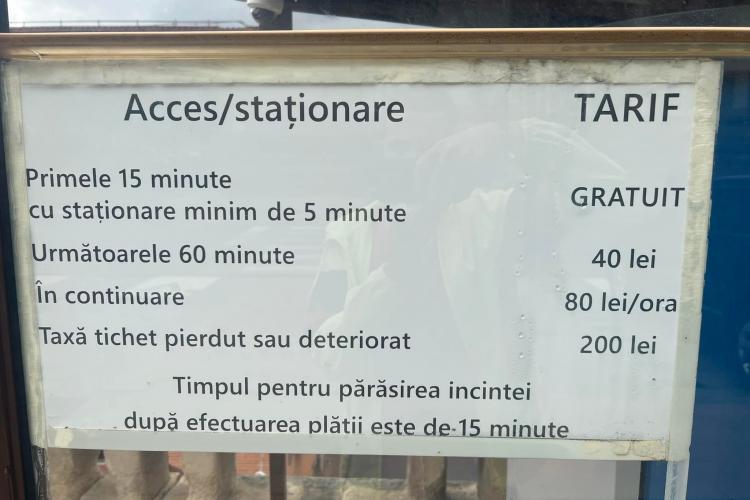 Acces/staționare TARIF
Primele 15 minute
cu staționare minim de 5 minute GRATUIT
Următoarele 60 minute 40 lei
În continuare 80 lei/ora
Taxă tichet pierdut sau deteriorat 200 lei
Timpul pentru părăsirea incintei
după efectuarea plății este de 15 minute